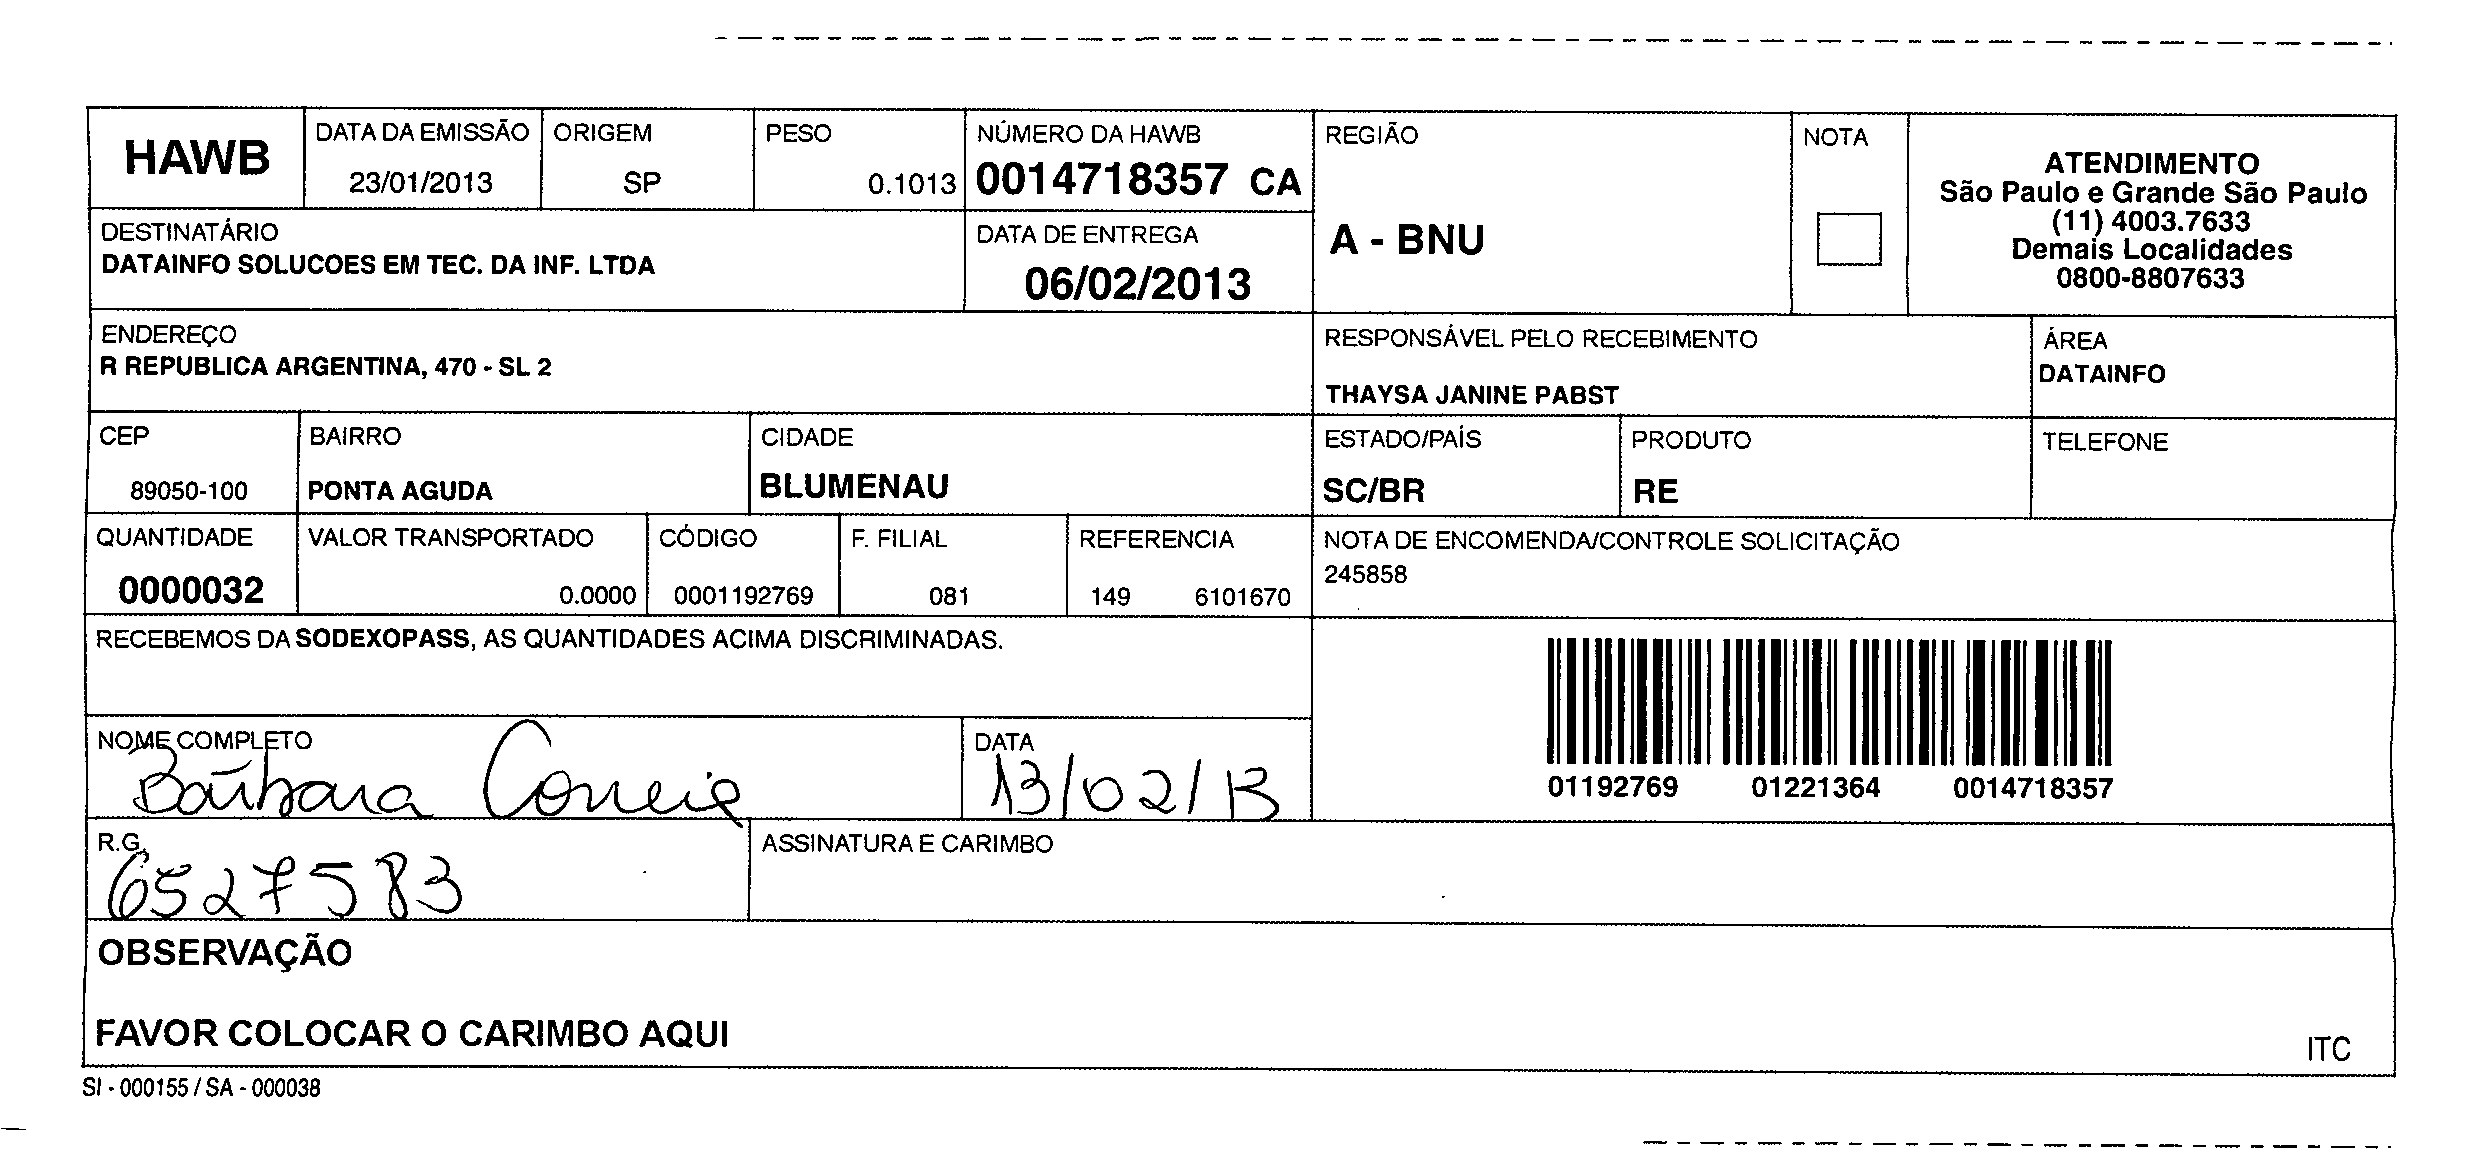 HAWB
DATA DA EMISSÃO
23/01/2013
ORIGEM
SP
PESO
0.1013
NÚMERO DA HAWB
0014718357 CA
REGIÃO
A - BNU
NOTA
ATENDIMENTO
São Paulo e Grande São Paulo
(11) 4003.7633
Demais Localidades
0800-8807633
DESTINATÁRIO
DATAINFO SOLUCOES EM TEC. DA INF. LTDA
DATA DE ENTREGA
06/02/2013
ENDEREÇO
R REPUBLICA ARGENTINA, 470 - SL 2
RESPONSÁVEL PELO RECEBIMENTO
THAYSA JANINE PABST
ÁREA
DATAINFO
CEP
89050-100
BAIRRO
PONTA AGUDA
CIDADE
BLUMENAU
ESTADO/PAÍS
SC/BR
PRODUTO
RE
TELEFONE
QUANTIDADE
0000032
VALOR TRANSPORTADO
0.0000
CÓDIGO
0001192769
F. FILIAL
081
REFERENCIA
149 6101670
NOTA DE ENCOMENDA/CONTROLE SOLICITAÇÃO
245858
RECEBEMOS DA SODEXOPASS, AS QUANTIDADES ACIMA DISCRIMINADAS.
01192769 01221364 0014718357
NOME COMPLETO
Bárbara Correia
DATA
13/02/13
R.G.
6527583
ASSINATURA E CARIMBO
OBSERVAÇÃO
FAVOR COLOCAR O CARIMBO AQUI
ITC
SI - 000155 / SA - 000038